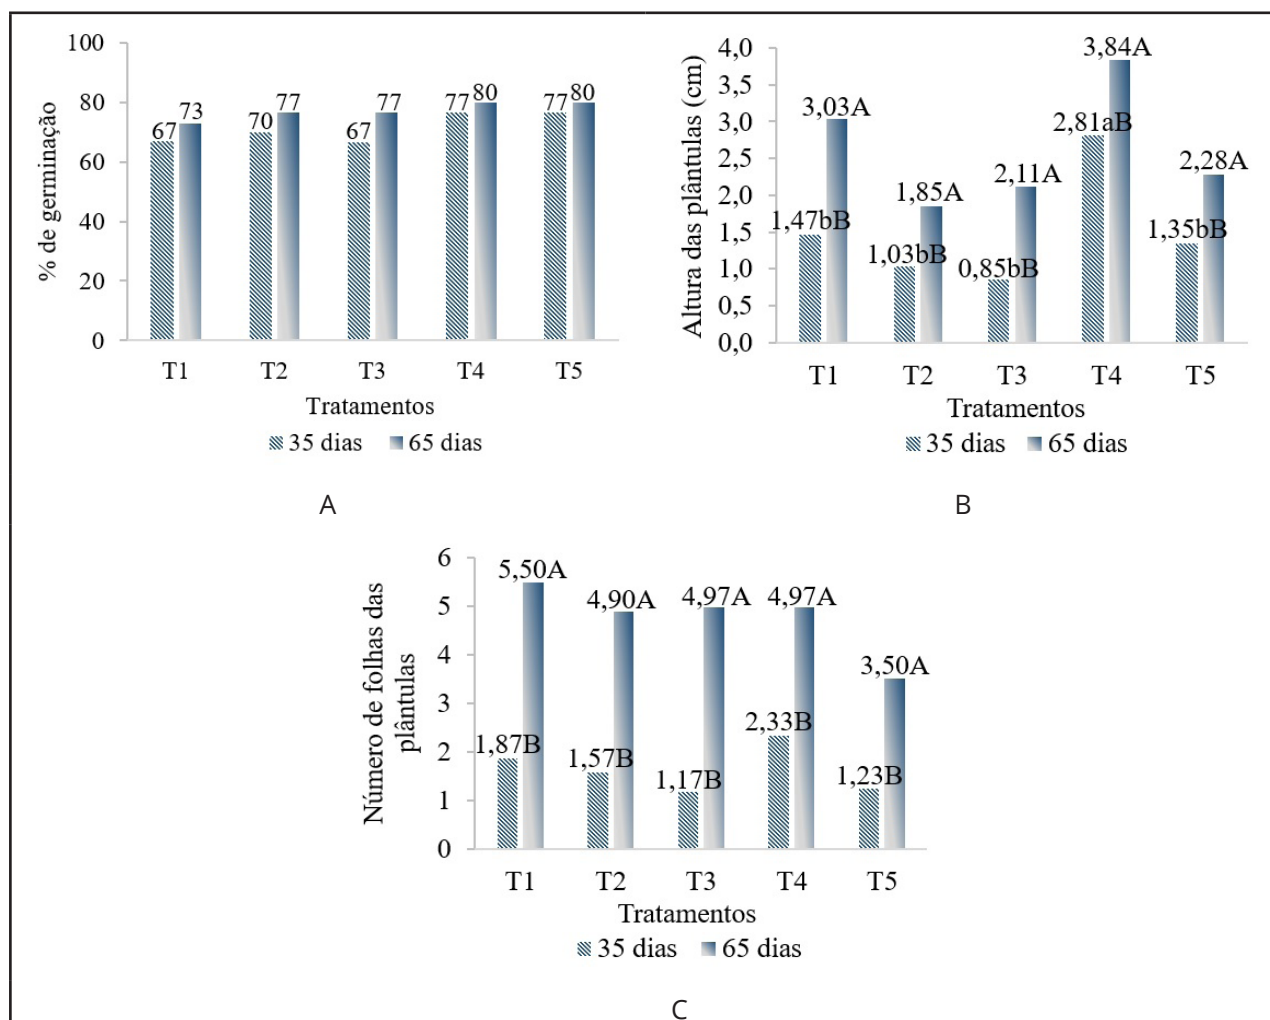 % de germinação
100
80
60
40
20
0
67 73 70 77 67 77 77 80 77 80
T1 T2 T3 T4 T5
Tratamentos
35 dias 65 dias
A
Altura das plântulas (cm)
4,0
3,5
3,0
2,5
2,0
1,5
1,0
0,5
0,0
1,47bB 3,03A 1,03bB 1,85A 0,85bB 2,11A 2,81aB 3,84A 1,35bB 2,28A
T1 T2 T3 T4 T5
Tratamentos
35 dias 65 dias
B
Número de folhas das
plântulas
6
5
4
3
2
1
0
1,87B 5,50A 1,57B 4,90A 1,17B 4,97A 2,33B 4,97A 1,23B 3,50A
T1 T2 T3 T4 T5
Tratamentos
35 dias 65 dias
C